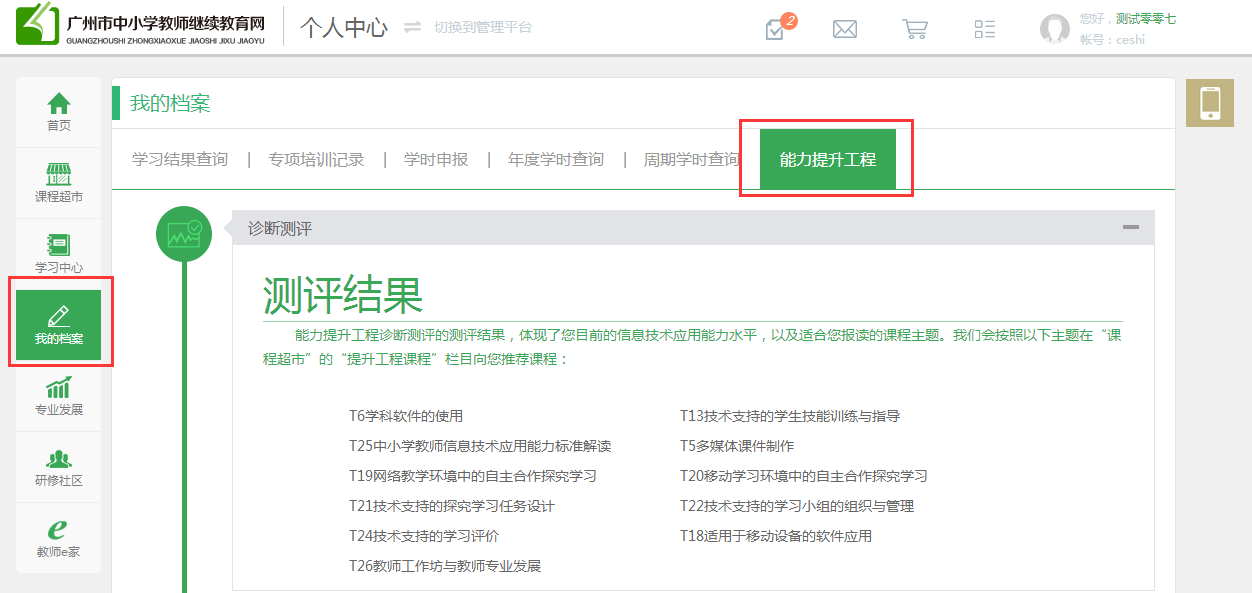 广州市中小学教师继续教育网
GUANGZHOUSHI ZHONGXIAOXUE JIAOSHI JIXU JIAOYU
个人中心
切换到管理平台
2
您好，测试零零七
帐号：ceshi
首页
课程超市
学习中心
我的档案
专业发展
研修社区
教师e家
我的档案
学习结果查询 | 专项培训记录 | 学时申报 | 年度学时查询 | 周期学时查询
能力提升工程
诊断测评
测评结果
能力提升工程诊断测评的测评结果，体现了您目前的信息技术应用能力水平，以及适合您报读的课程主题。我们会按照以下主题在“课
程超市”的“提升工程课程”栏目向您推荐课程：
T6学科软件的使用
T13技术支持的学生技能训练与指导
T25中小学教师信息技术应用能力标准解读
T5多媒体课件制作
T19网络教学环境中的自主合作探究学习
T20移动学习环境中的自主合作探究学习
T21技术支持的探究学习任务设计
T22技术支持的学习小组的组织与管理
T24技术支持的学习评价
T18适用于移动设备的软件应用
T26教师工作坊与教师专业发展